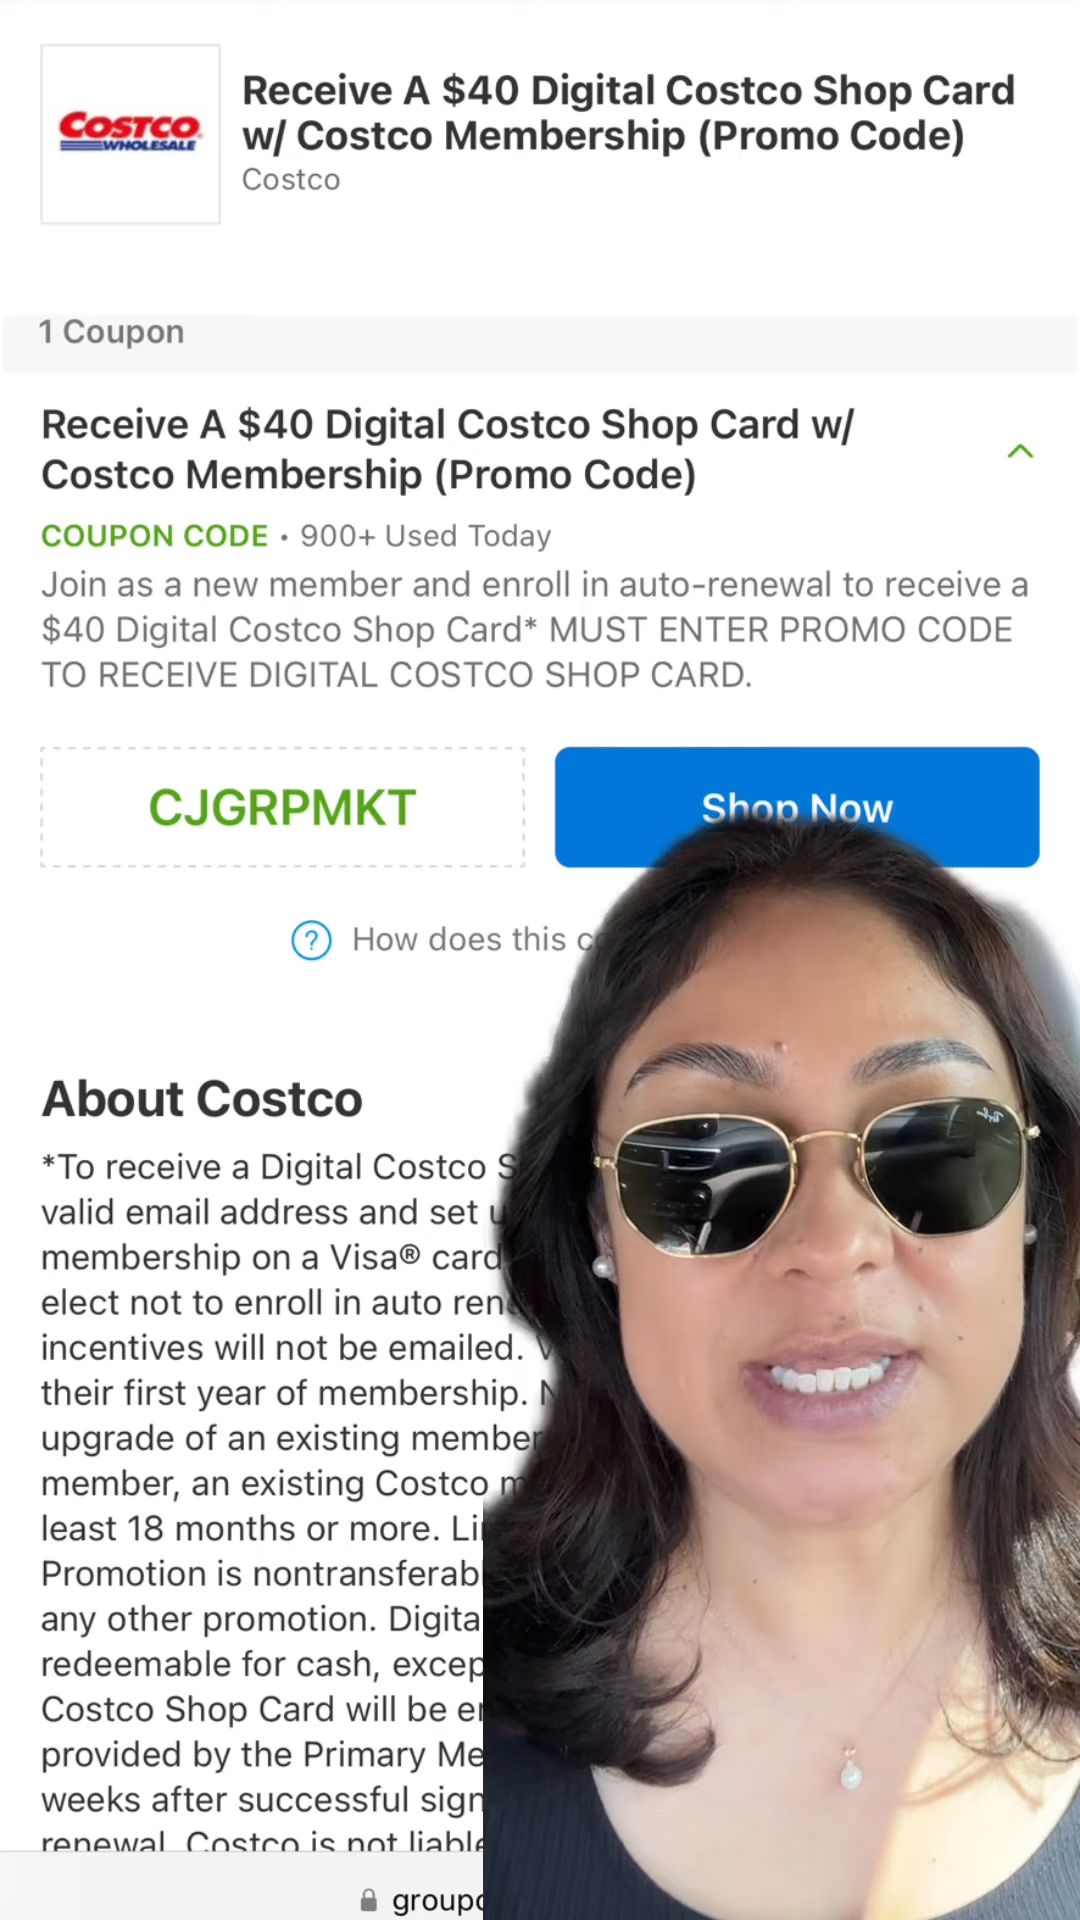 COSTCO
WHOLESALE
Receive A $40 Digital Costco Shop Card
w/ Costco Membership (Promo Code)
Costco
1 Coupon
Receive A $40 Digital Costco Shop Card w/
Costco Membership (Promo Code)
COUPON CODE • 900+ Used Today
Join as a new member and enroll in auto-renewal to receive a
$40 Digital Costco Shop Card* MUST ENTER PROMO CODE
TO RECEIVE DIGITAL COSTCO SHOP CARD.
CJGRPMKT
Shop Now
? How does this
About Costco
*To receive a Digital Costco
valid email address and set
membership on a Visa® card
elect not to enroll in auto
incentives will not be emailed.
their first year of membership.
upgrade of an existing
member, an existing Costco
least 18 months or more.
Promotion is
any other promotion.
redeemable for cash,
Costco Shop Card will be
provided by the Primary
weeks after successful
renewal. Costco is not